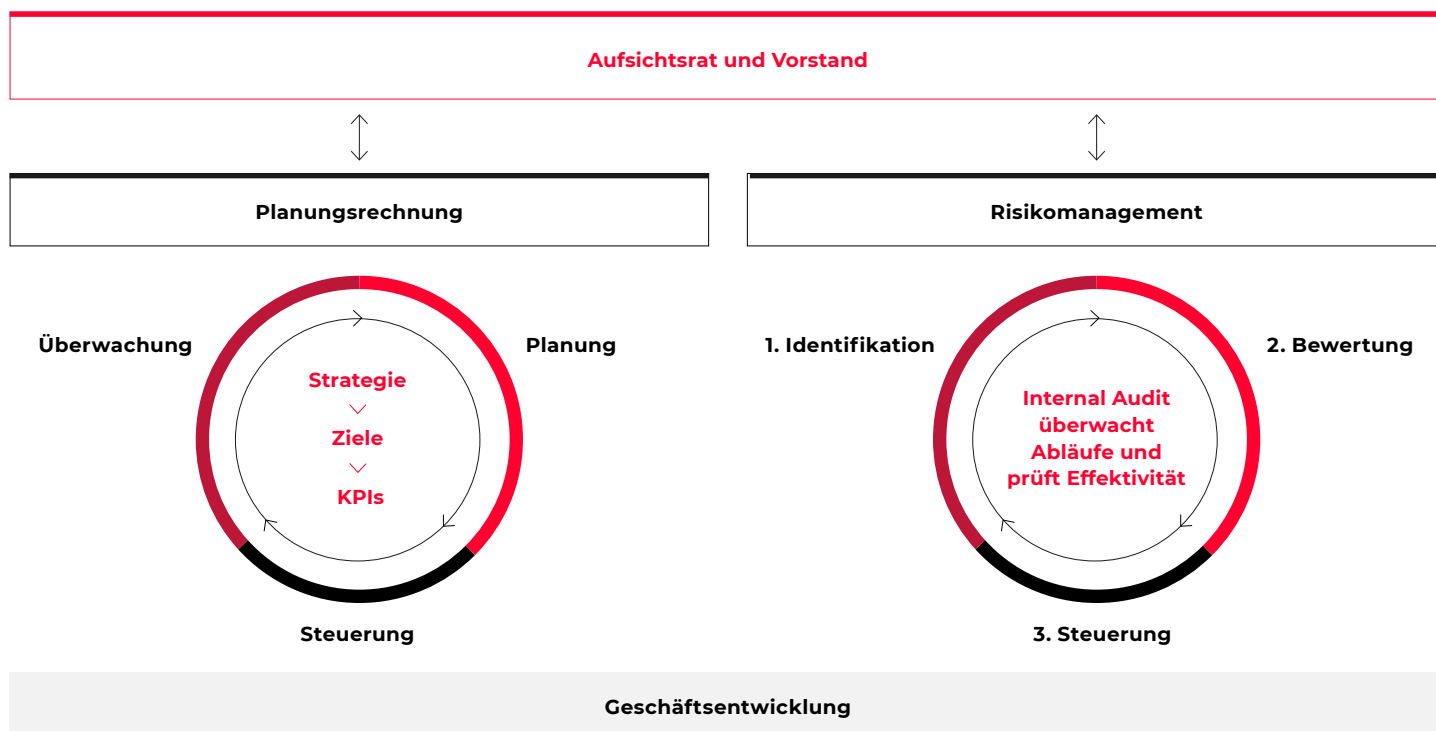 Aufsichtsrat und Vorstand
Planungsrechnung
Risikomanagement
Überwachung
Planung
Strategie
Ziele
KPIs
Steuerung
1. Identifikation
2. Bewertung
Internal Audit
überwacht
Abläufe und
prüft Effektivität
3. Steuerung
Geschäftsentwicklung